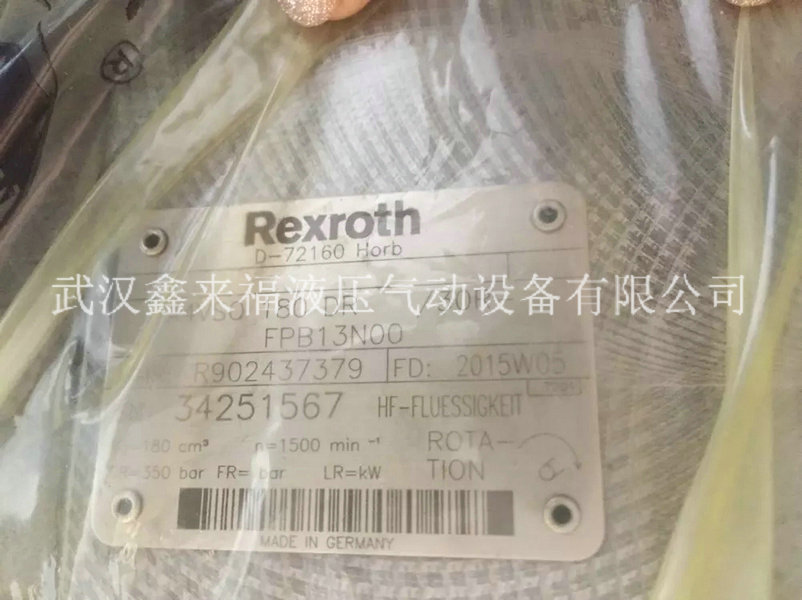 Rexroth
D-72160 Horb
180 DR
武汉鑫来福液压气动设备有限公司
FPB13N00
R902437379 FD: 2015W05
34251567 HF-FLUESSIGKEIT
=180 cm³ n=1500 min⁻¹ ROTA-
=350 bar FR= bar LR=kW TION
MADE IN GERMANY